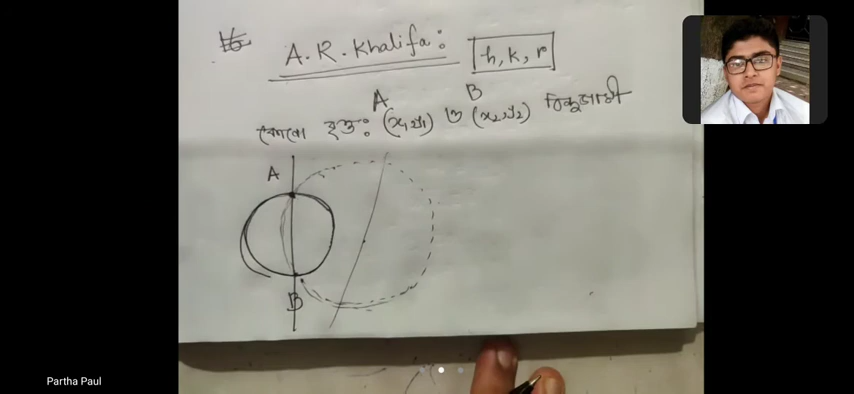 A. R. Khalifa: h, k, r
A B
কোনো বৃত্ত: (x₁,y₁) ও (x₂,y₂) বিন্দুগামী
A
B
Partha Paul